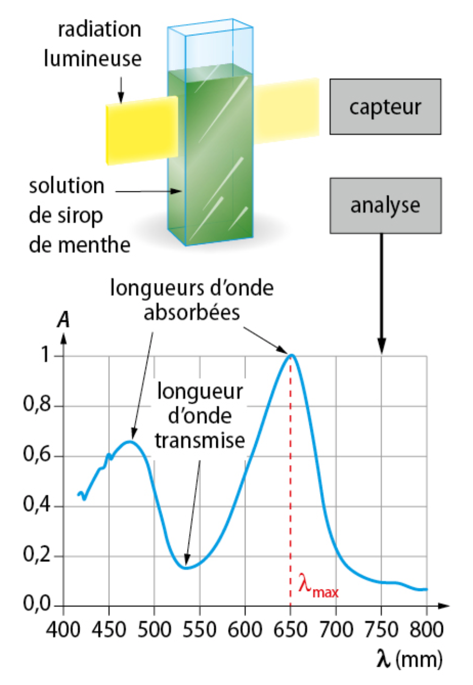 radiation
lumineuse
capteur
solution
de sirop
de menthe
analyse
longueurs d'onde
absorbées
A
longueur
d'onde
transmise
1
0,8
0,6
0,4
0,2
0,0
λmax
400 450 500 550 600 650 700 750 800
λ (mm)